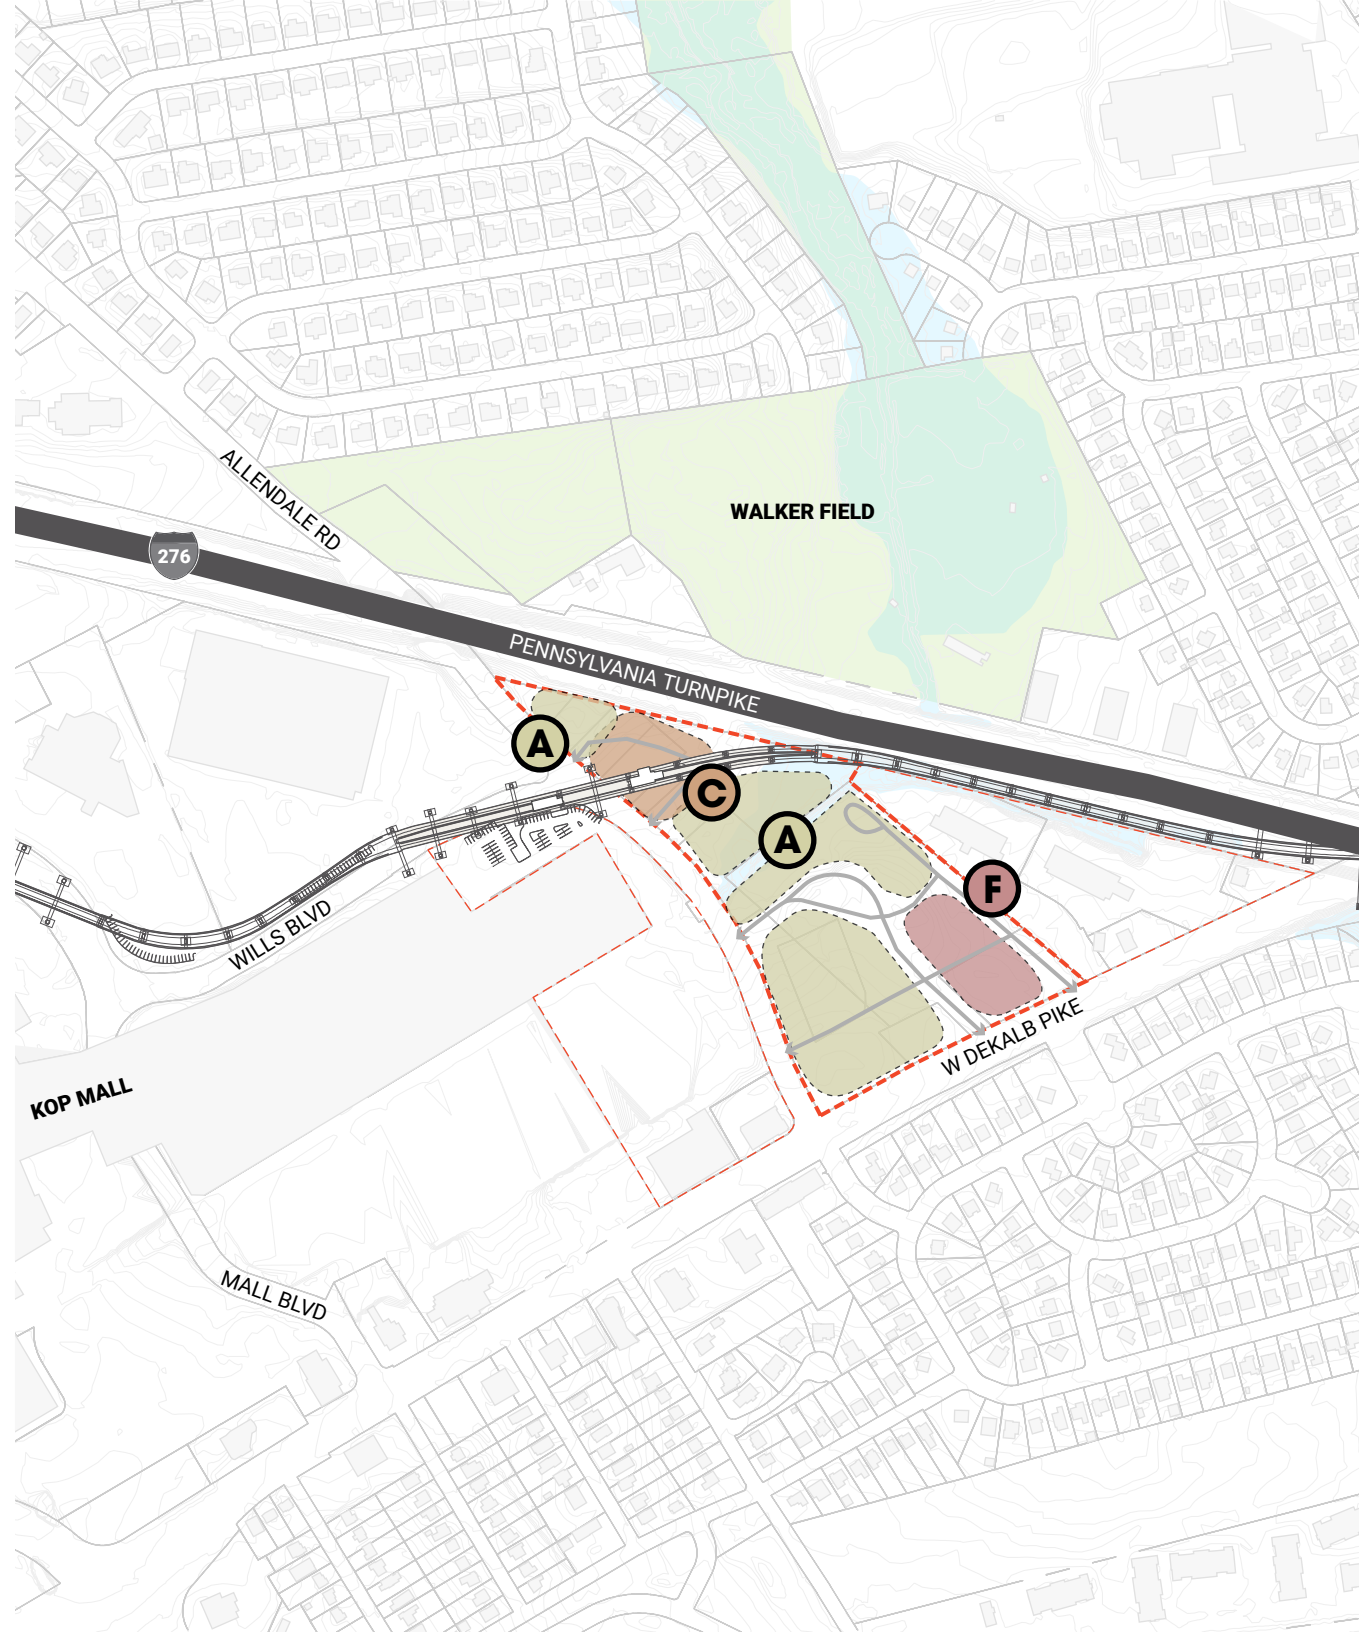 ALLENDALE RD
WALKER FIELD
276
PENNSYLVANIA TURNPIKE
A
C
A
F
WILLS BLVD
W DEKALB PIKE
KOP MALL
MALL BLVD